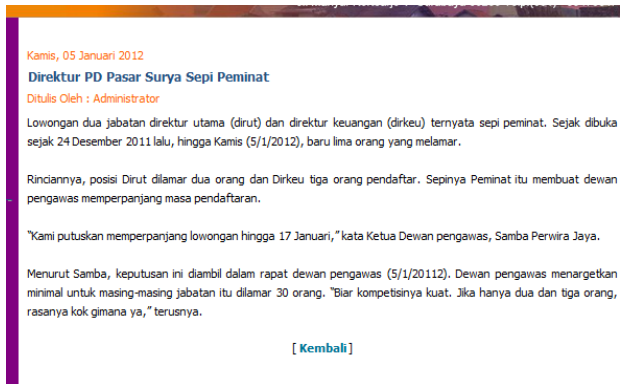 Kamis, 05 Januari 2012
Direktur PD Pasar Surya Sepi Peminat
Ditulis Oleh : Administrator
Lowongan dua jabatan direktur utama (dirut) dan direktur keuangan (dirkeu) ternyata sepi peminat. Sejak dibuka
sejak 24 Desember 2011 lalu, hingga Kamis (5/1/2012), baru lima orang yang melamar.
Rinciannya, posisi Dirut dilamar dua orang dan Dirkeu tiga orang pendaftar. Sepinya Peminat itu membuat dewan
pengawas memperpanjang masa pendaftaran.
“Kami putuskan memperpanjang lowongan hingga 17 Januari,” kata Ketua Dewan pengawas, Samba Perwira Jaya.
Menurut Samba, keputusan ini diambil dalam rapat dewan pengawas (5/1/20112). Dewan pengawas menargetkan
minimal untuk masing-masing jabatan itu dilamar 30 orang. “Biar kompetisinya kuat. Jika hanya dua dan tiga orang,
rasanya kok gimana ya,” terusnya.
[ Kembali ]